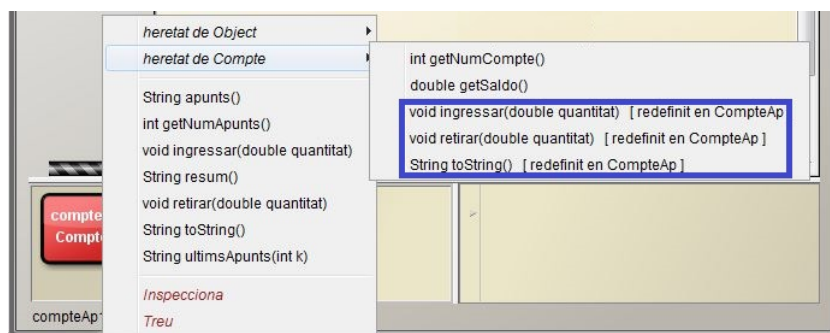 heretat de Object
heretat de Compte
String apunts()
int getNumApunts()
void ingressar(double quantitat)
String resum()
void retirar(double quantitat)
String toString()
String ultimsApunts(int k)
Inspecciona
Treu
int getNumCompte()
double getSaldo()
void ingressar(double quantitat) [ redefinit en CompteAp
void retirar(double quantitat) [ redefinit en CompteAp ]
String toString() [ redefinit en CompteAp ]
compte
Compt
compteAp